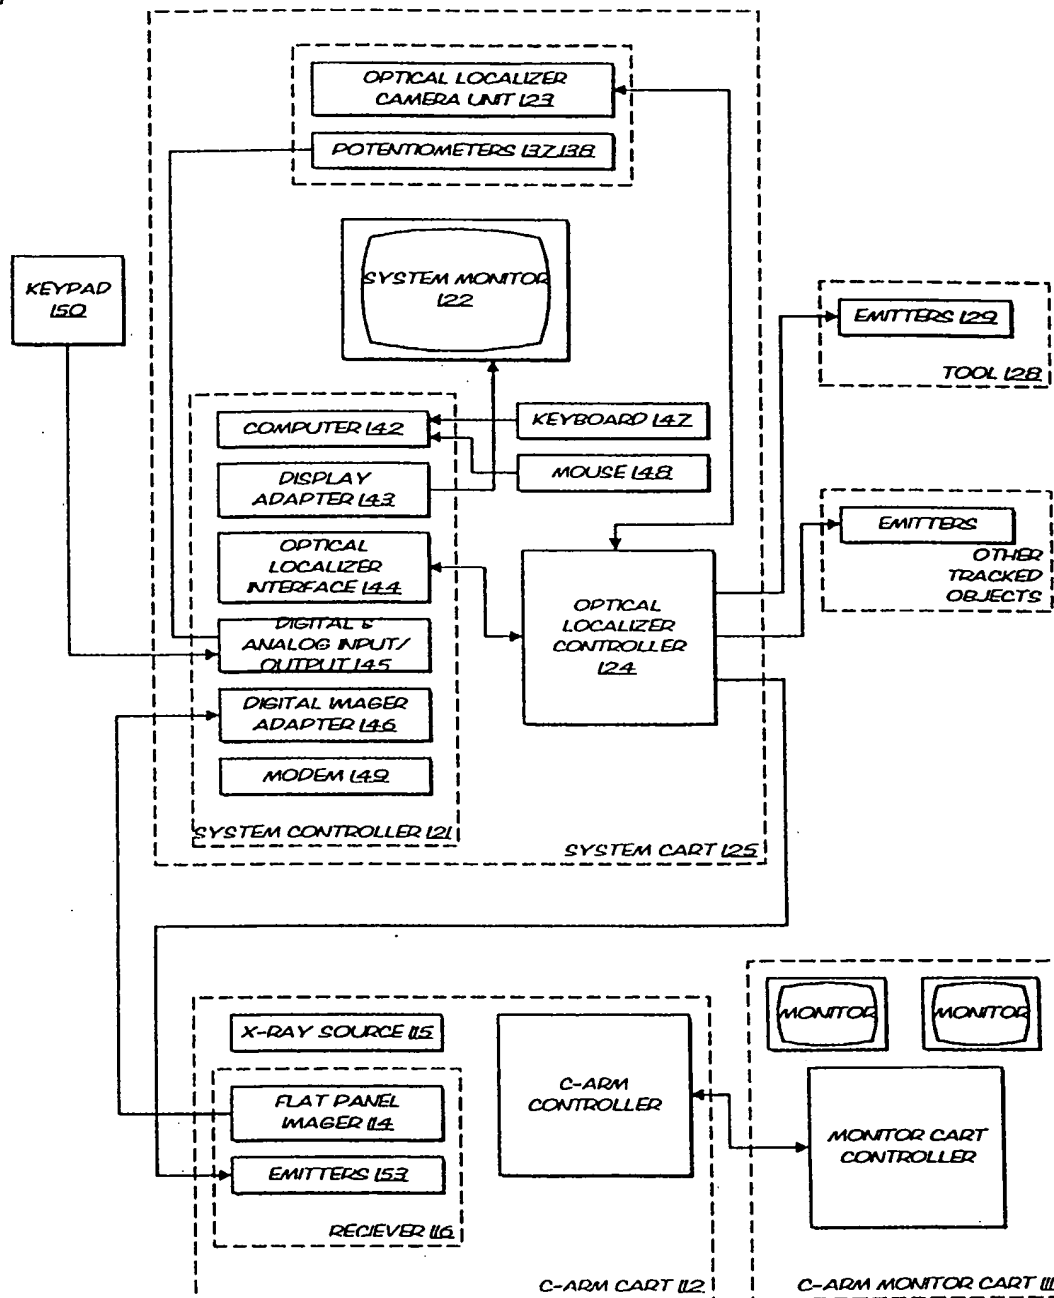 OPTICAL LOCALIZER
CAMERA UNIT 123
POTENTIOMETERS 137,138
SYSTEM MONITOR
122
KEYPAD
150
EMITTERS 129
TOOL 128
COMPUTER 142
KEYBOARD 147
DISPLAY
ADAPTER 143
MOUSE 148
OPTICAL
LOCALIZER
INTERFACE 144
EMITTERS
OTHER
TRACKED
OBJECTS
OPTICAL
LOCALIZER
CONTROLLER
124
DIGITAL &
ANALOG INPUT/
OUTPUT 145
DIGITAL IMAGER
ADAPTER 146
MODEM 149
SYSTEM CONTROLLER 121
SYSTEM CART 125
X-RAY SOURCE 115
FLAT PANEL
IMAGER 114
EMITTERS 153
RECIEVER 116
C-ARM
CONTROLLER
C-ARM CART 112
MONITOR
MONITOR
MONITOR CART
CONTROLLER
C-ARM MONITOR CART